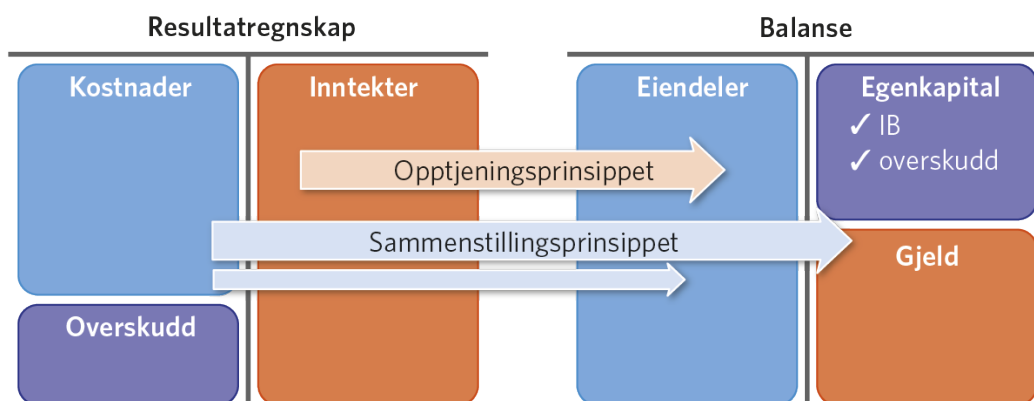 Resultatregnskap
Balanse
Kostnader
Inntekter
Eiendeler
Egenkapital
✓ IB
✓ overskudd
Opptjeningsprinsippet
Sammenstillingsprinsippet
Gjeld
Overskudd